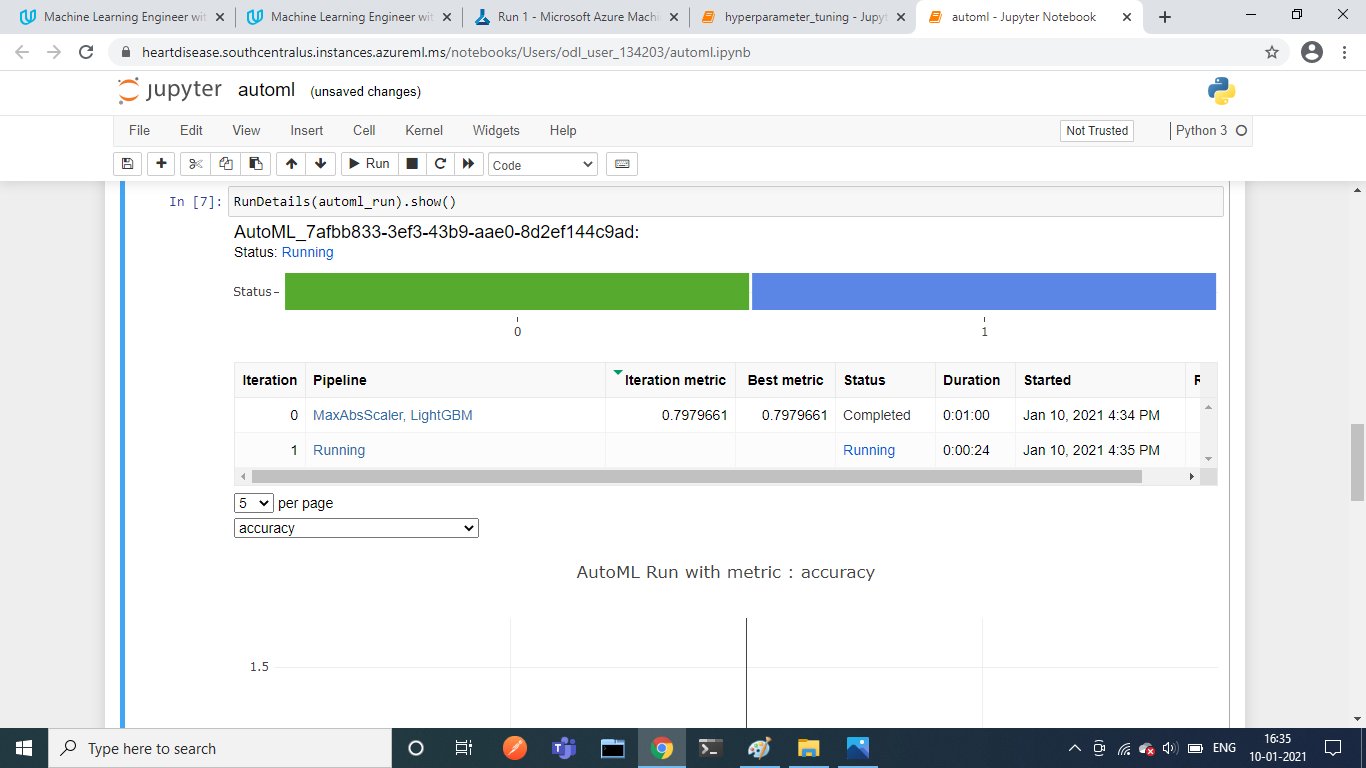 Machine Learning Engineer wit
Machine Learning Engineer wit
Run 1 - Microsoft Azure Machi
hyperparameter_tuning - Jupyt
automl - Jupyter Notebook
heartdisease.southcentralus.instances.azureml.ms/notebooks/Users/odl_user_134203/automl.ipynb
jupyter automl (unsaved changes)
File Edit View Insert Cell Kernel Widgets Help Not Trusted Python 3
Run Code
In [7]: RunDetails(automl_run).show()
AutoML_7afbb833-3ef3-43b9-aae0-8d2ef144c9ad:
Status: Running
Status
0 1
Iteration Pipeline Iteration metric Best metric Status Duration Started
0 MaxAbsScaler, LightGBM 0.7979661 0.7979661 Completed 0:01:00 Jan 10, 2021 4:34 PM
1 Running Running 0:00:24 Jan 10, 2021 4:35 PM
5 per page
accuracy
AutoML Run with metric : accuracy
1.5
Type here to search
ENG
16:35
10-01-2021